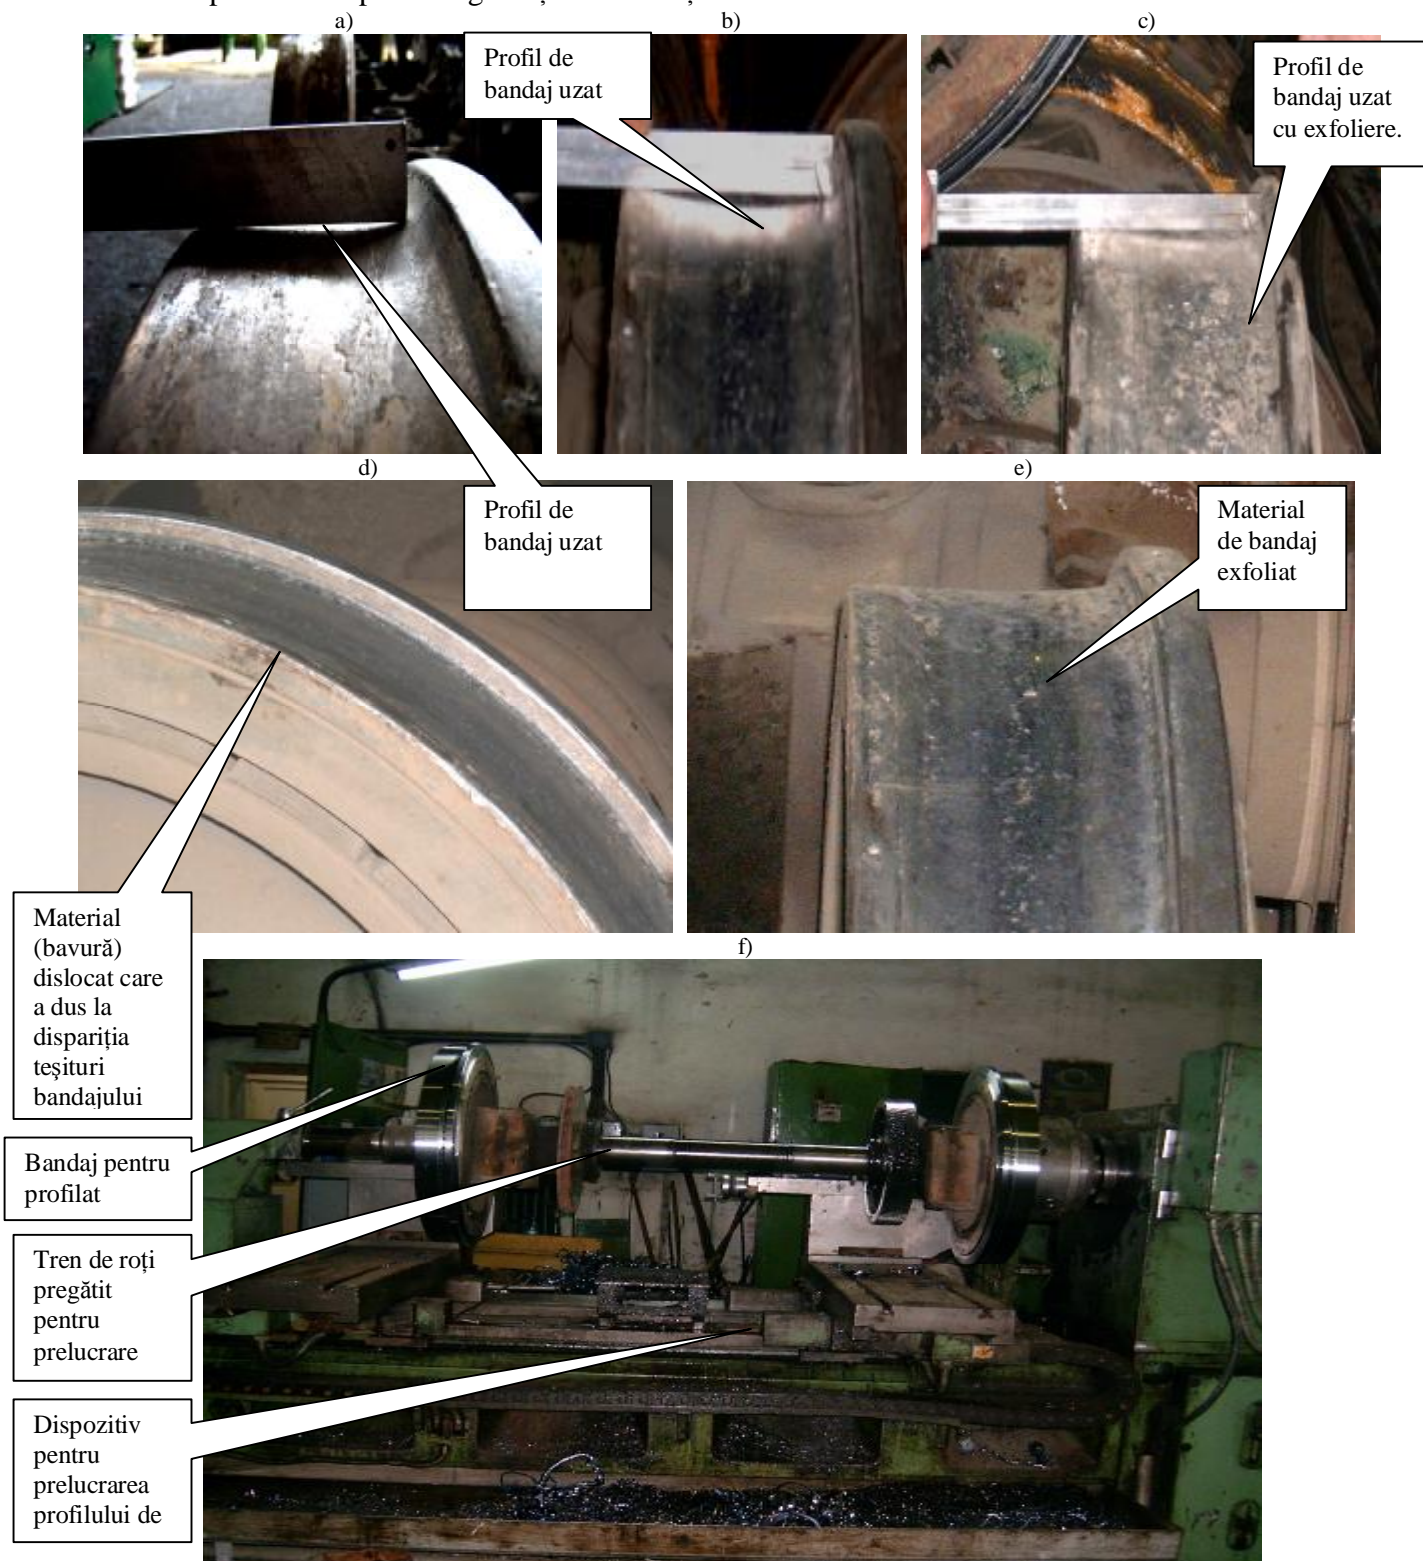 a)
b)
c)
Profil de
bandaj uzat
Profil de
bandaj uzat
cu exfoliere.
d)
e)
Profil de
bandaj uzat
Material
de bandaj
exfoliat
Material
(bavură)
dislocat care
a dus la
dispariția
teșituri
bandajului
f)
Bandaj pentru
profilat
Tren de roți
pregătit
pentru
prelucrare
Dispozitiv
pentru
prelucrarea
profilului de